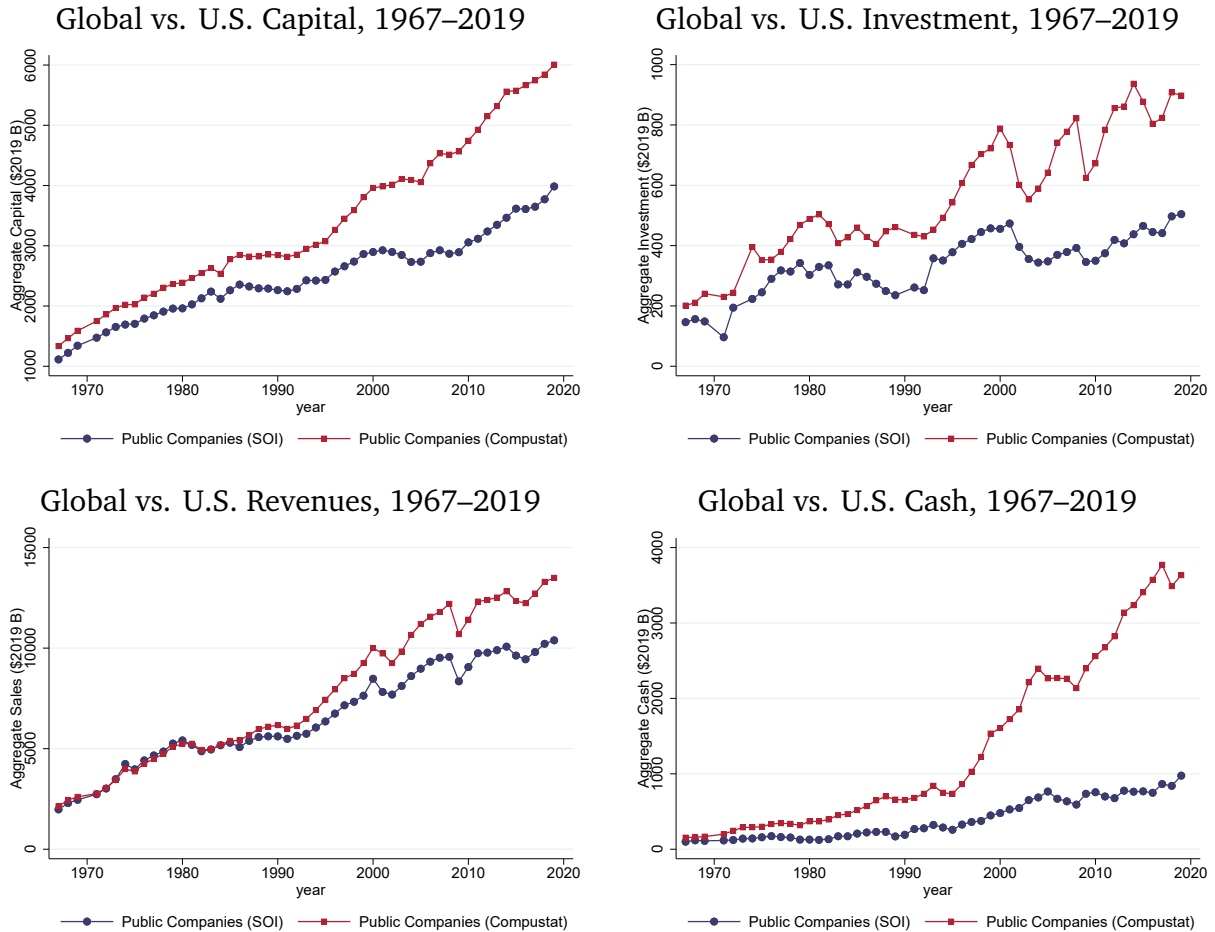 Global vs. U.S. Capital, 1967–2019
Aggregate Capital ($2019 B)
6000
5000
4000
3000
2000
1000
1970 1980 1990 2000 2010 2020
year
Public Companies (SOI) Public Companies (Compustat)
Global vs. U.S. Investment, 1967–2019
Aggregate Investment ($2019 B)
1000
800
600
400
200
0
1970 1980 1990 2000 2010 2020
year
Public Companies (SOI) Public Companies (Compustat)
Global vs. U.S. Revenues, 1967–2019
Aggregate Sales ($2019 B)
15000
10000
5000
0
1970 1980 1990 2000 2010 2020
year
Public Companies (SOI) Public Companies (Compustat)
Global vs. U.S. Cash, 1967–2019
Aggregate Cash ($2019 B)
4000
3000
2000
1000
0
1970 1980 1990 2000 2010 2020
year
Public Companies (SOI) Public Companies (Compustat)